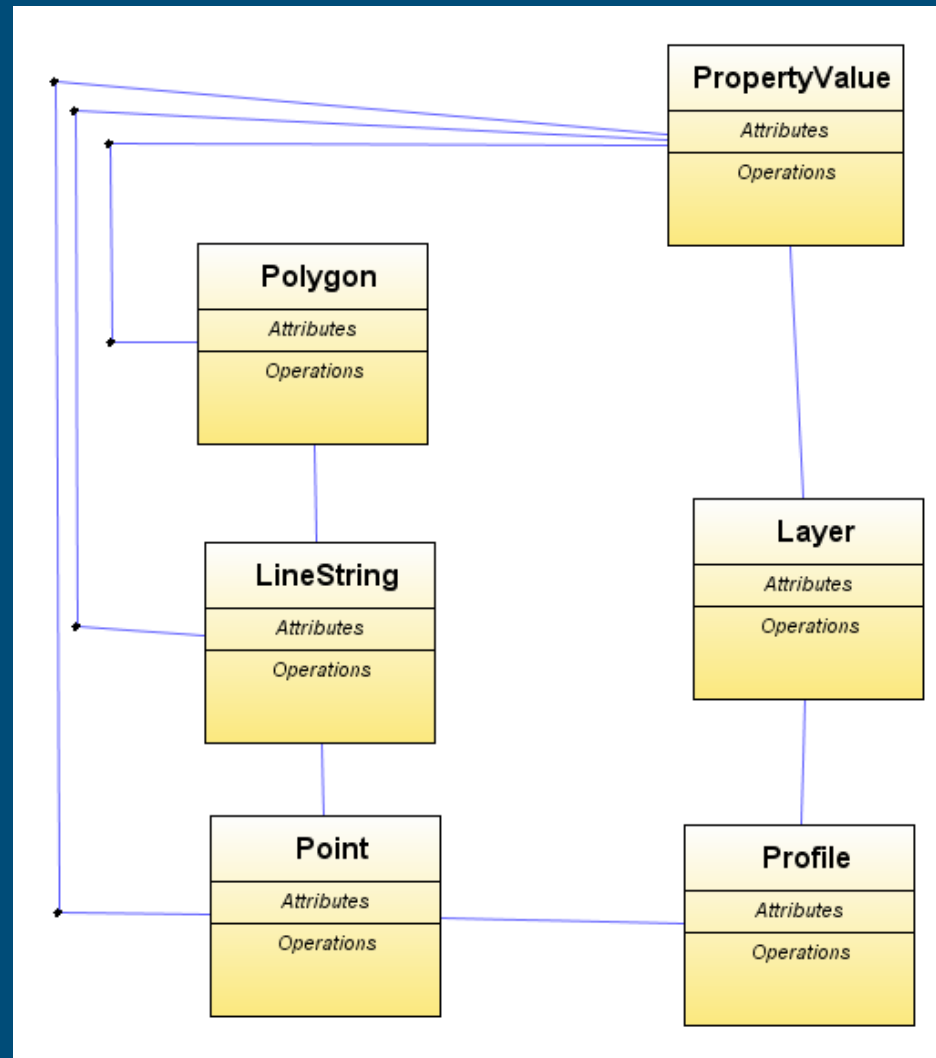 PropertyValue
Attributes
Operations
Polygon
Attributes
Operations
LineString
Attributes
Operations
Layer
Attributes
Operations
Point
Attributes
Operations
Profile
Attributes
Operations